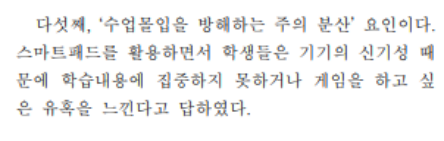 다섯째, ‘수업몰입을 방해하는 주의 분산’ 요인이다.
스마트패드를 활용하면서 학생들은 기기의 신기성 때
문에 학습내용에 집중하지 못하거나 게임을 하고 싶
은 유혹을 느낀다고 답하였다.